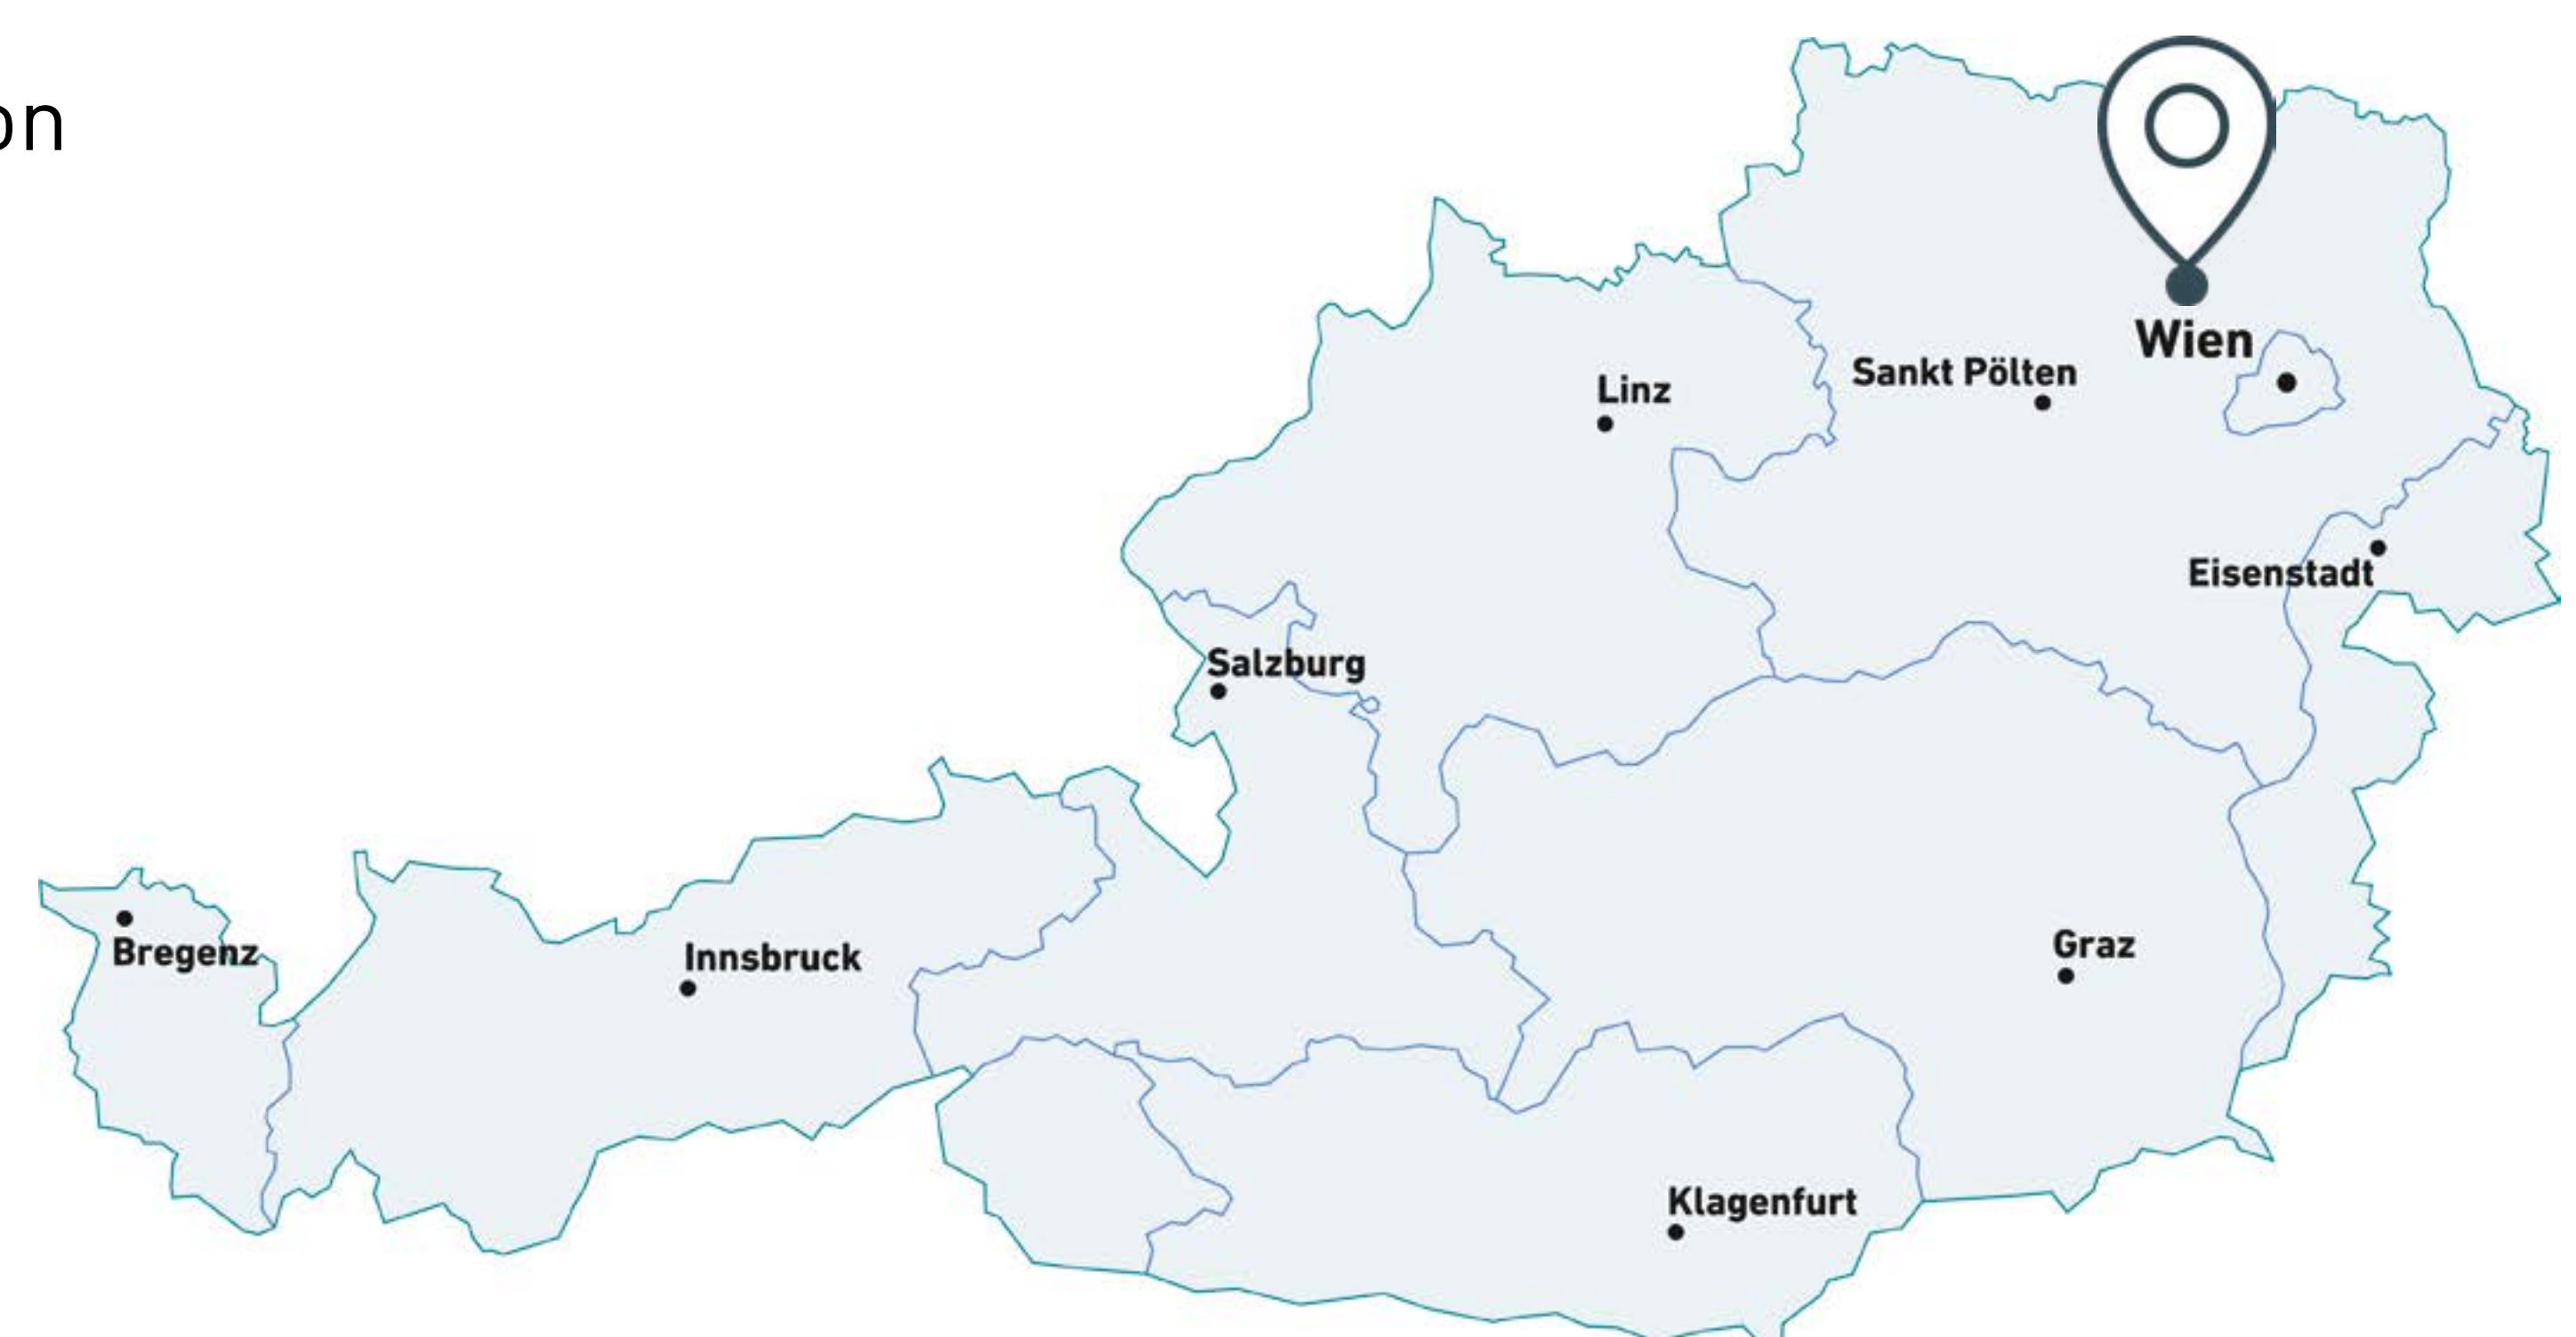 on
Wien
Sankt Pölten
Linz
Eisenstadt
Salzburg
Bregenz
Innsbruck
Graz
Klagenfurt